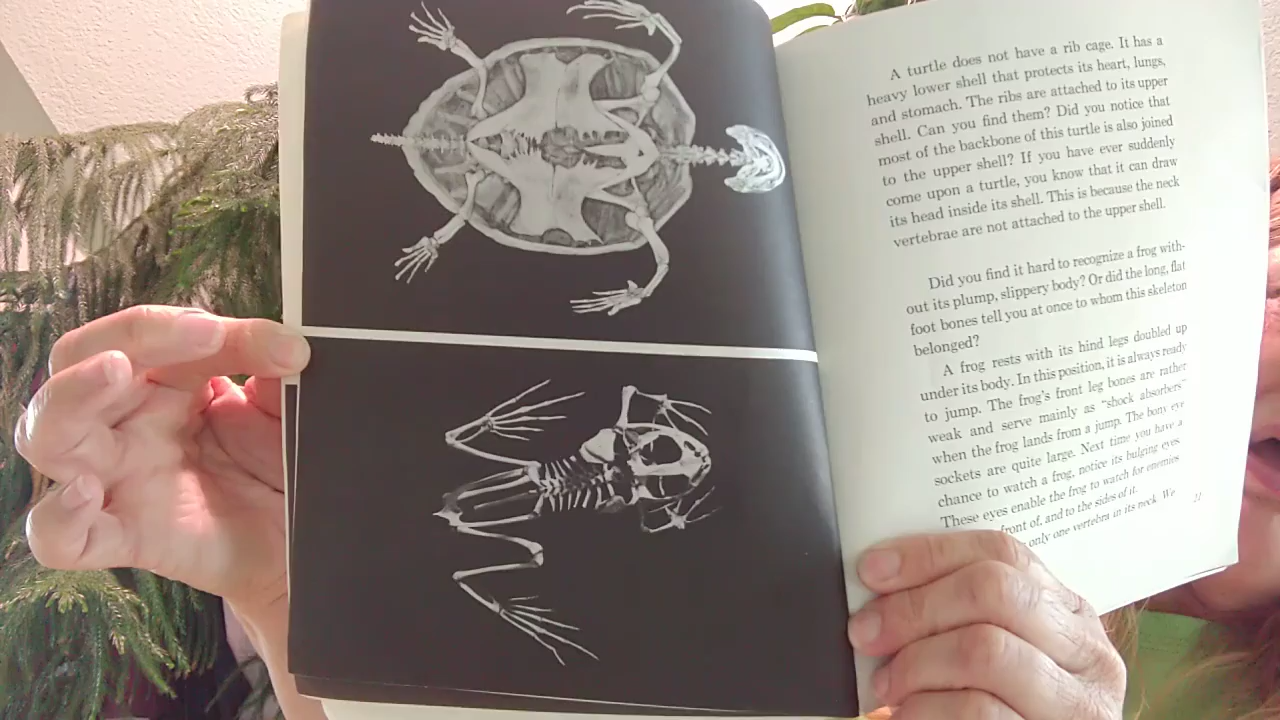 A turtle does not have a rib cage. It has a
heavy lower shell that protects its heart, lungs,
and stomach. The ribs are attached to its upper
shell. Can you find them? Did you notice that
most of the backbone of this turtle is also joined
to the upper shell? If you have ever suddenly
come upon a turtle, you know that it can draw
its head inside its shell. This is because the neck
vertebrae are not attached to the upper shell.
Did you find it hard to recognize a frog with-
out its plump, slippery body? Or did the long, flat
foot bones tell you at once to whom this skeleton
belonged?
A frog rests with its hind legs doubled up
under its body. In this position, it is always ready
to jump. The frog's front leg bones are rather
weak and serve mainly as "shock absorbers"
when the frog lands from a jump. The bony eye
sockets are quite large. Next time you have a
chance to watch a frog, notice its bulging eyes
These eyes enable the frog to watch for enemies
front of, and to the sides of it.
only one vertebra in its neck. We